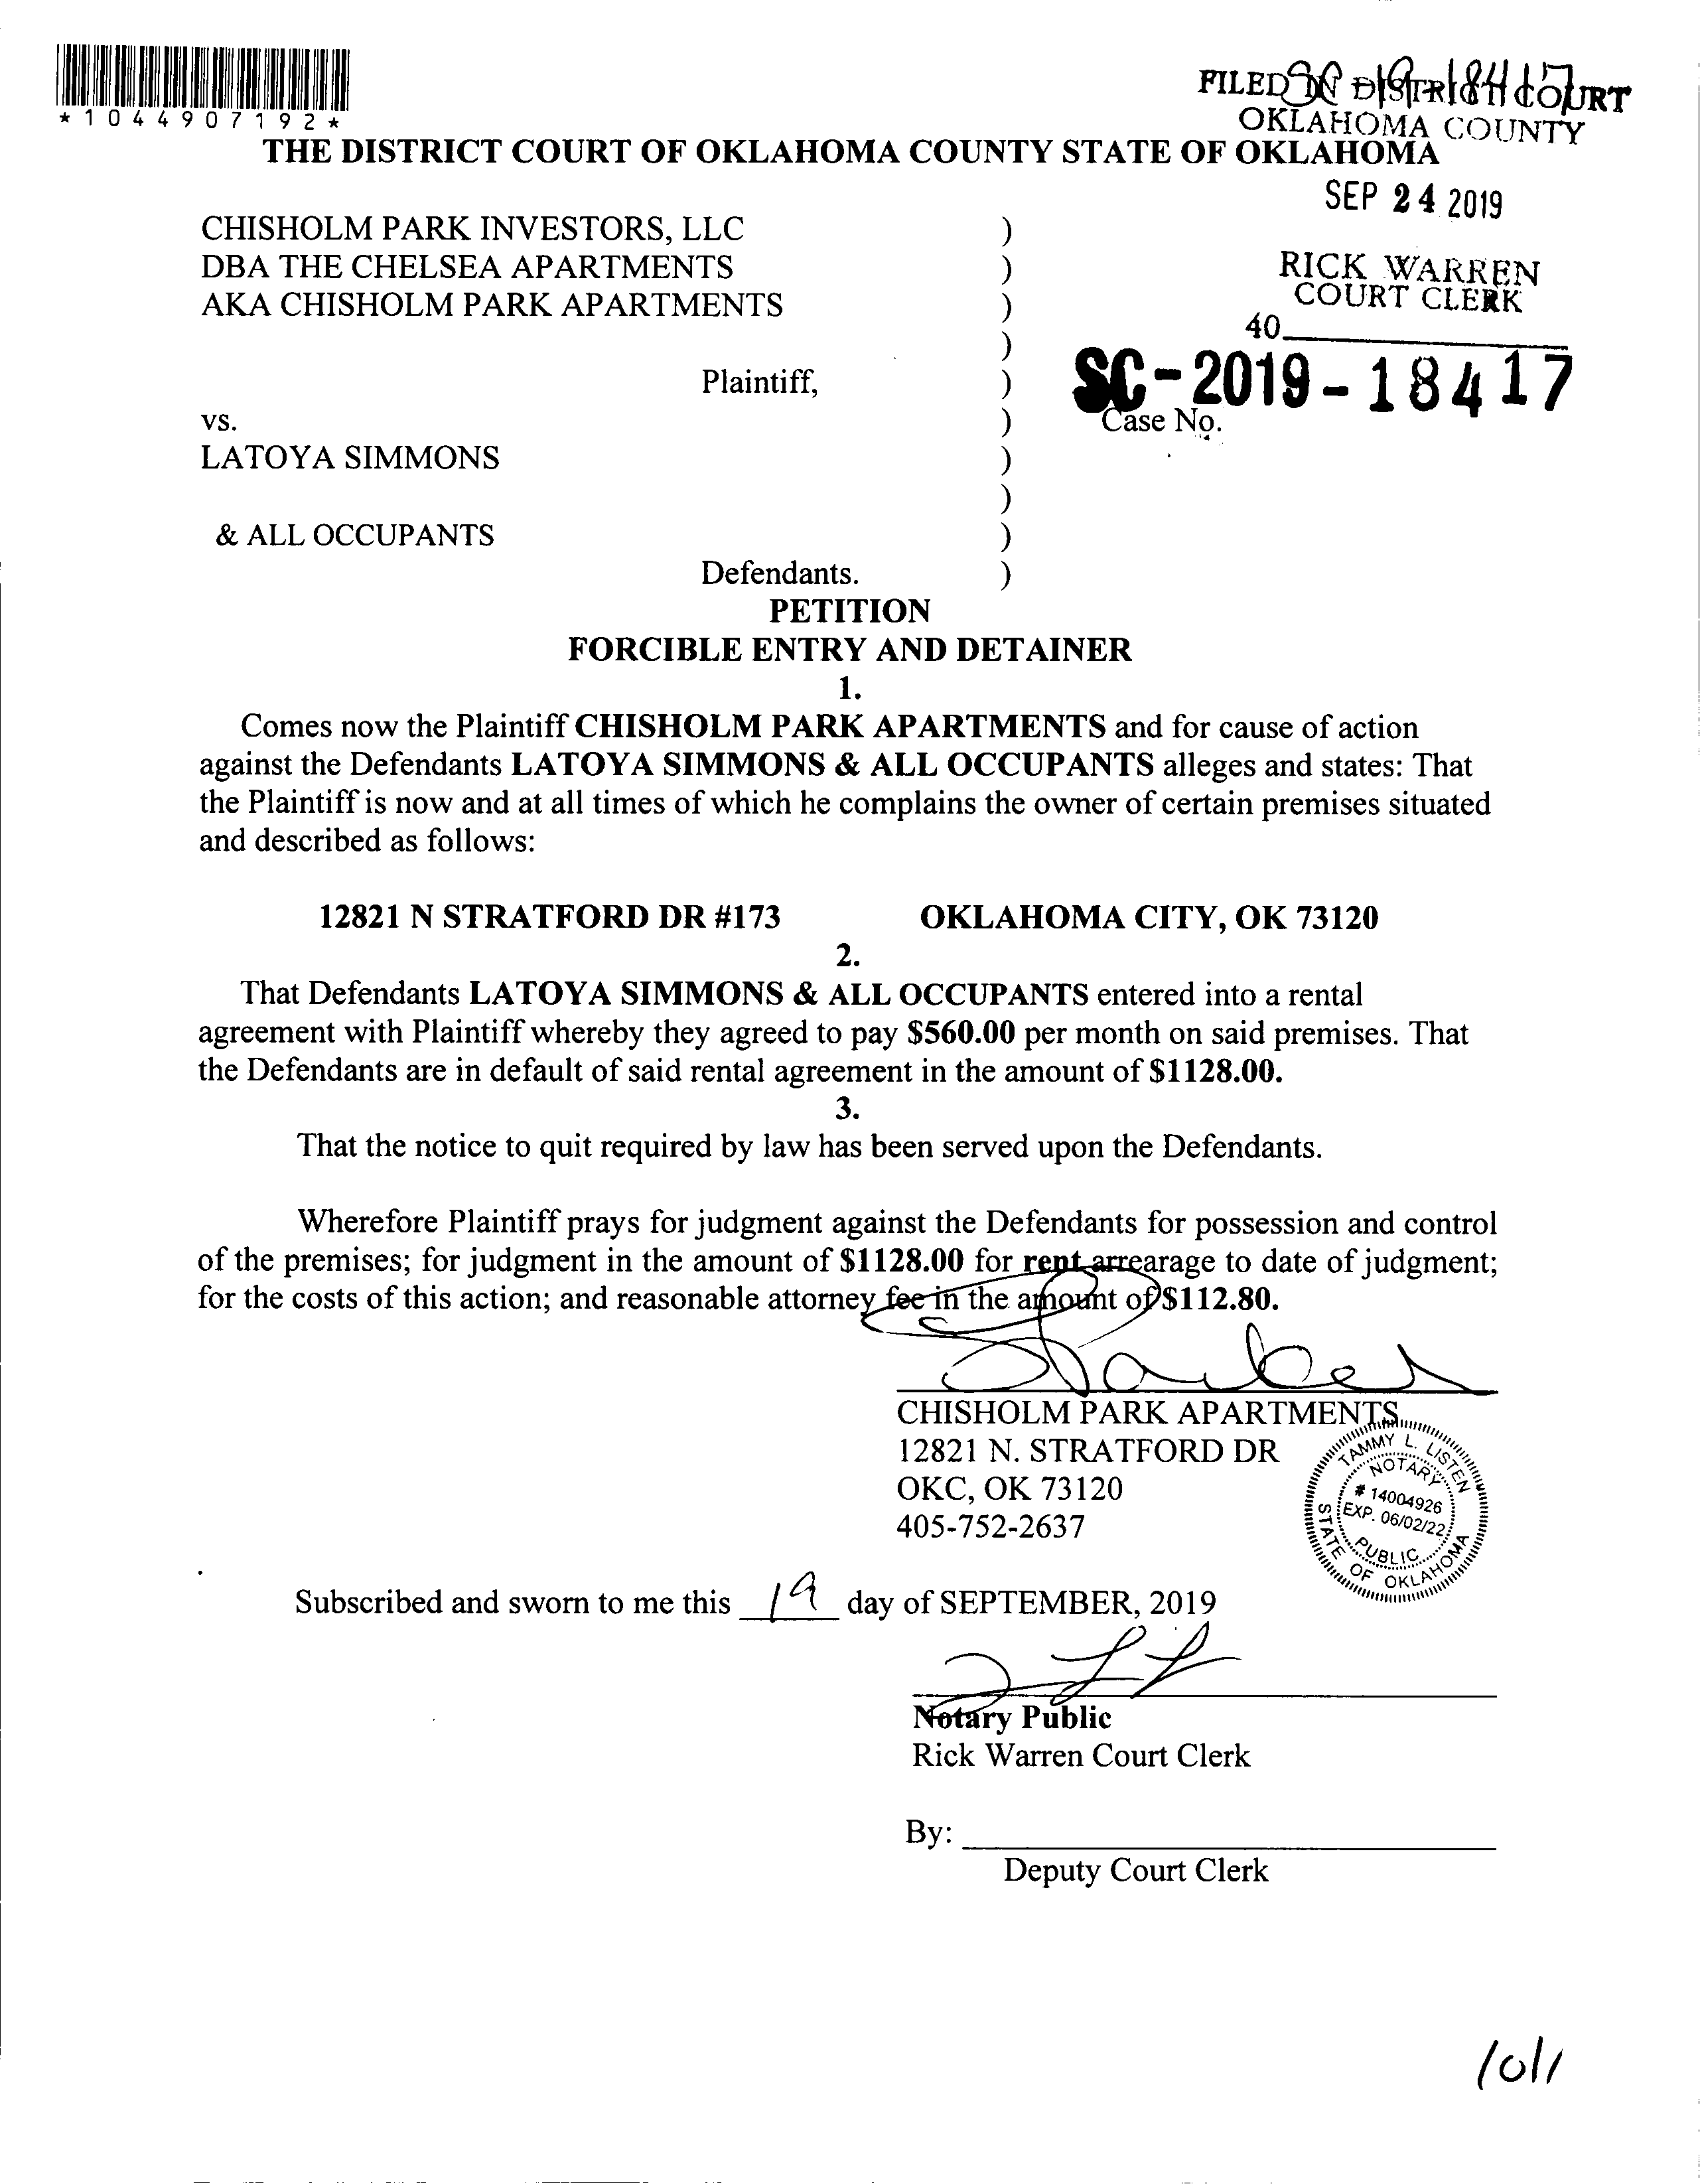 *1044907192*
SC-19-18417
FILED IN DISTRICT COURT
OKLAHOMA COUNTY
THE DISTRICT COURT OF OKLAHOMA COUNTY STATE OF OKLAHOMA
SEP 24 2019
CHISHOLM PARK INVESTORS, LLC )
DBA THE CHELSEA APARTMENTS )
AKA CHISHOLM PARK APARTMENTS )
RICK WARREN
COURT CLERK
40
)
Plaintiff, )
SC-2019-18417
vs. ) Case No.
LATOYA SIMMONS )
)
& ALL OCCUPANTS )
Defendants. )
PETITION
FORCIBLE ENTRY AND DETAINER
1.
Comes now the Plaintiff CHISHOLM PARK APARTMENTS and for cause of action
against the Defendants LATOYA SIMMONS & ALL OCCUPANTS alleges and states: That
the Plaintiff is now and at all times of which he complains the owner of certain premises situated
and described as follows:
12821 N STRATFORD DR #173 OKLAHOMA CITY, OK 73120
2.
That Defendants LATOYA SIMMONS & ALL OCCUPANTS entered into a rental
agreement with Plaintiff whereby they agreed to pay $560.00 per month on said premises. That
the Defendants are in default of said rental agreement in the amount of $1128.00.
3.
That the notice to quit required by law has been served upon the Defendants.
Wherefore Plaintiff prays for judgment against the Defendants for possession and control
of the premises; for judgment in the amount of $1128.00 for rent arrearage to date of judgment;
for the costs of this action; and reasonable attorney fee in the amount of $112.80.
CHISHOLM PARK APARTMENTS
12821 N. STRATFORD DR
OKC, OK 73120
405-752-2637
TAMMY L. LISTEN
NOTARY
# 14004926
EXP. 06/02/22
PUBLIC
STATE OF OKLAHOMA
Subscribed and sworn to me this 19 day of SEPTEMBER, 2019
Notary Public
Rick Warren Court Clerk
By:
Deputy Court Clerk
10/1